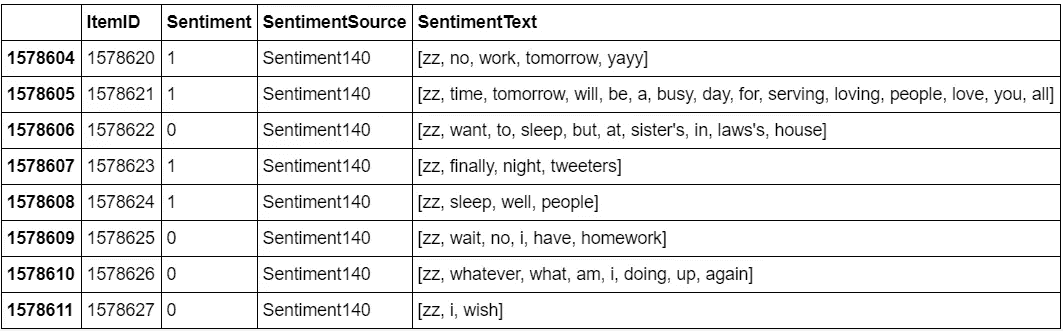 ItemID Sentiment SentimentSource SentimentText
1578604 1578620 1 Sentiment140 [zz, no, work, tomorrow, yayy]
1578605 1578621 1 Sentiment140 [zz, time, tomorrow, will, be, a, busy, day, for, serving, loving, people, love, you, all]
1578606 1578622 0 Sentiment140 [zz, want, to, sleep, but, at, sister's, in, laws's, house]
1578607 1578623 1 Sentiment140 [zz, finally, night, tweeters]
1578608 1578624 1 Sentiment140 [zz, sleep, well, people]
1578609 1578625 0 Sentiment140 [zz, wait, no, i, have, homework]
1578610 1578626 0 Sentiment140 [zz, whatever, what, am, i, doing, up, again]
1578611 1578627 0 Sentiment140 [zz, i, wish]